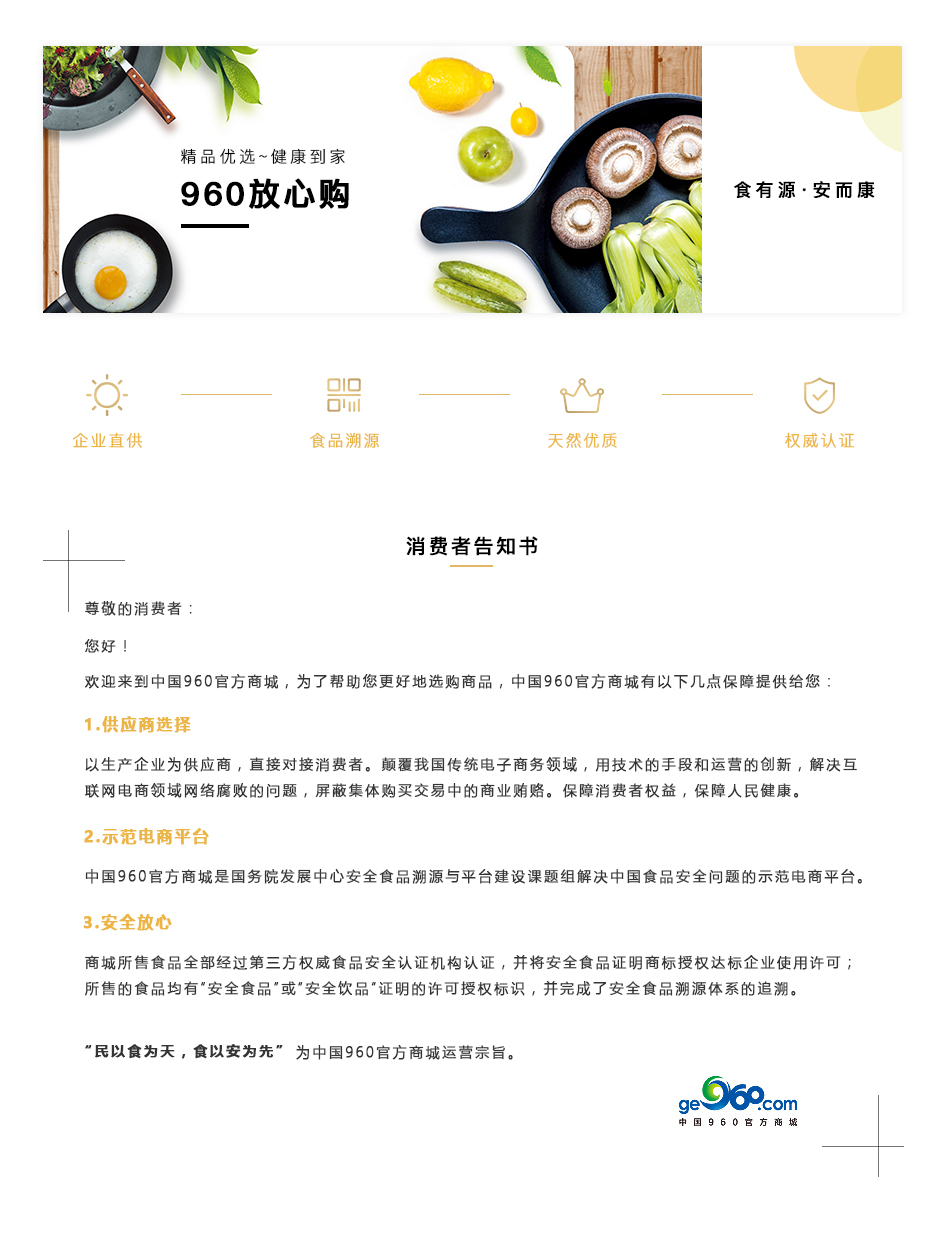 精品优选~健康到家
960放心购
食有源·安而康
企业直供
食品溯源
天然优质
权威认证
消费者告知书
尊敬的消费者：
您好！
欢迎来到中国960官方商城，为了帮助您更好地选购商品，中国960官方商城有以下几点保障提供给您：
1.供应商选择
以生产企业为供应商，直接对接消费者。颠覆我国传统电子商务领域，用技术的手段和运营的创新，解决互
联网电商领域网络腐败的问题，屏蔽集体购买交易中的商业贿赂。保障消费者权益，保障人民健康。
2.示范电商平台
中国960官方商城是国务院发展中心安全食品溯源与平台建设课题组解决中国食品安全问题的示范电商平台。
3.安全放心
商城所售食品全部经过第三方权威食品安全认证机构认证，并将安全食品证明商标授权达标企业使用许可；
所售的食品均有“安全食品”或“安全饮品”证明的许可授权标识，并完成了安全食品溯源体系的追溯。
“民以食为天，食以安为先” 为中国960官方商城运营宗旨。
ge960.com
中国960官方商城